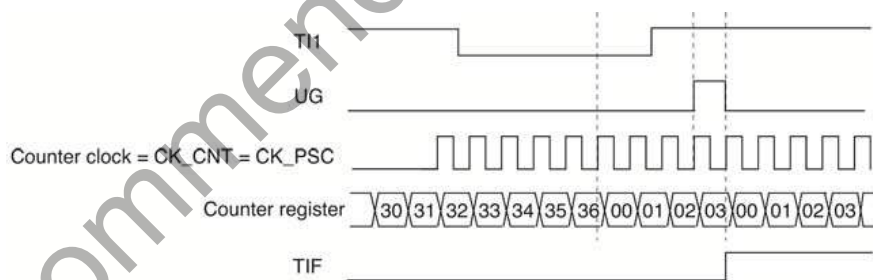 ommenc
TI1
UG
Counter clock = CK_CNT = CK_PSC
Counter register 30 31 32 33 34 35 36 00 01 02 03 00 01 02 03
TIF